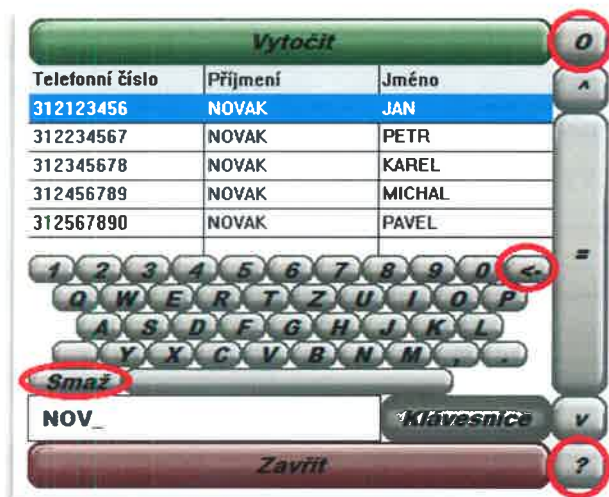 Vytočit O
Telefonní číslo Příjmení Jméno ^
312123456 NOVAK JAN
312234567 NOVAK PETR
312345678 NOVAK KAREL
312456789 NOVAK MICHAL
312567890 NOVAK PAVEL
=
1 2 3 4 5 6 7 8 9 0 <-
Q W E R T Z U I O P
A S D F G H J K L
Y X C V B N M , .
Smaž
NOV_ Klávesnice v
Zavřít ?